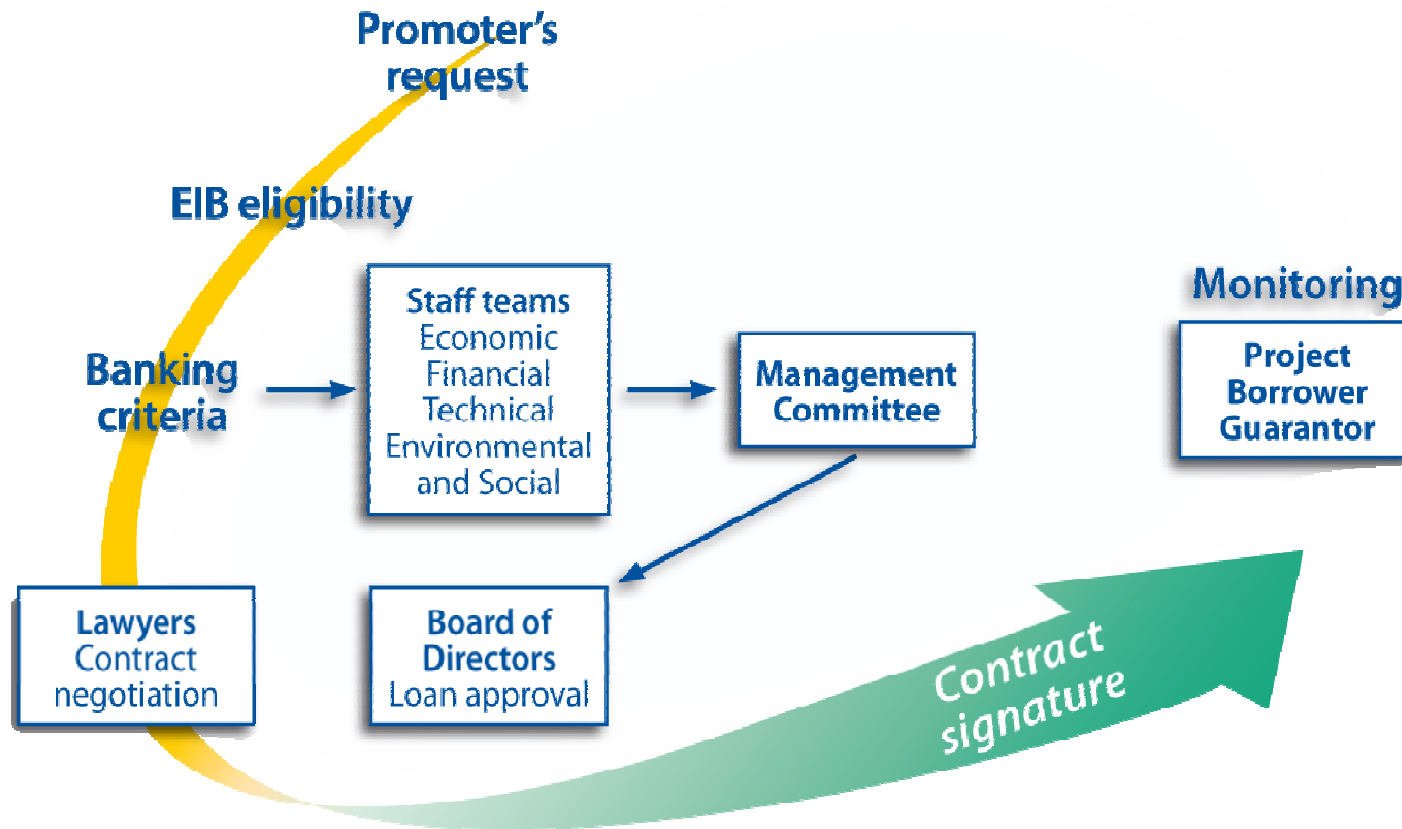 Promoter's
request
EIB eligibility
Banking
criteria
Staff teams
Economic
Financial
Technical
Environmental
and Social
Management
Committee
Monitoring
Project
Borrower
Guarantor
Lawyers
Contract
negotiation
Board of
Directors
Loan approval
Contract
signature